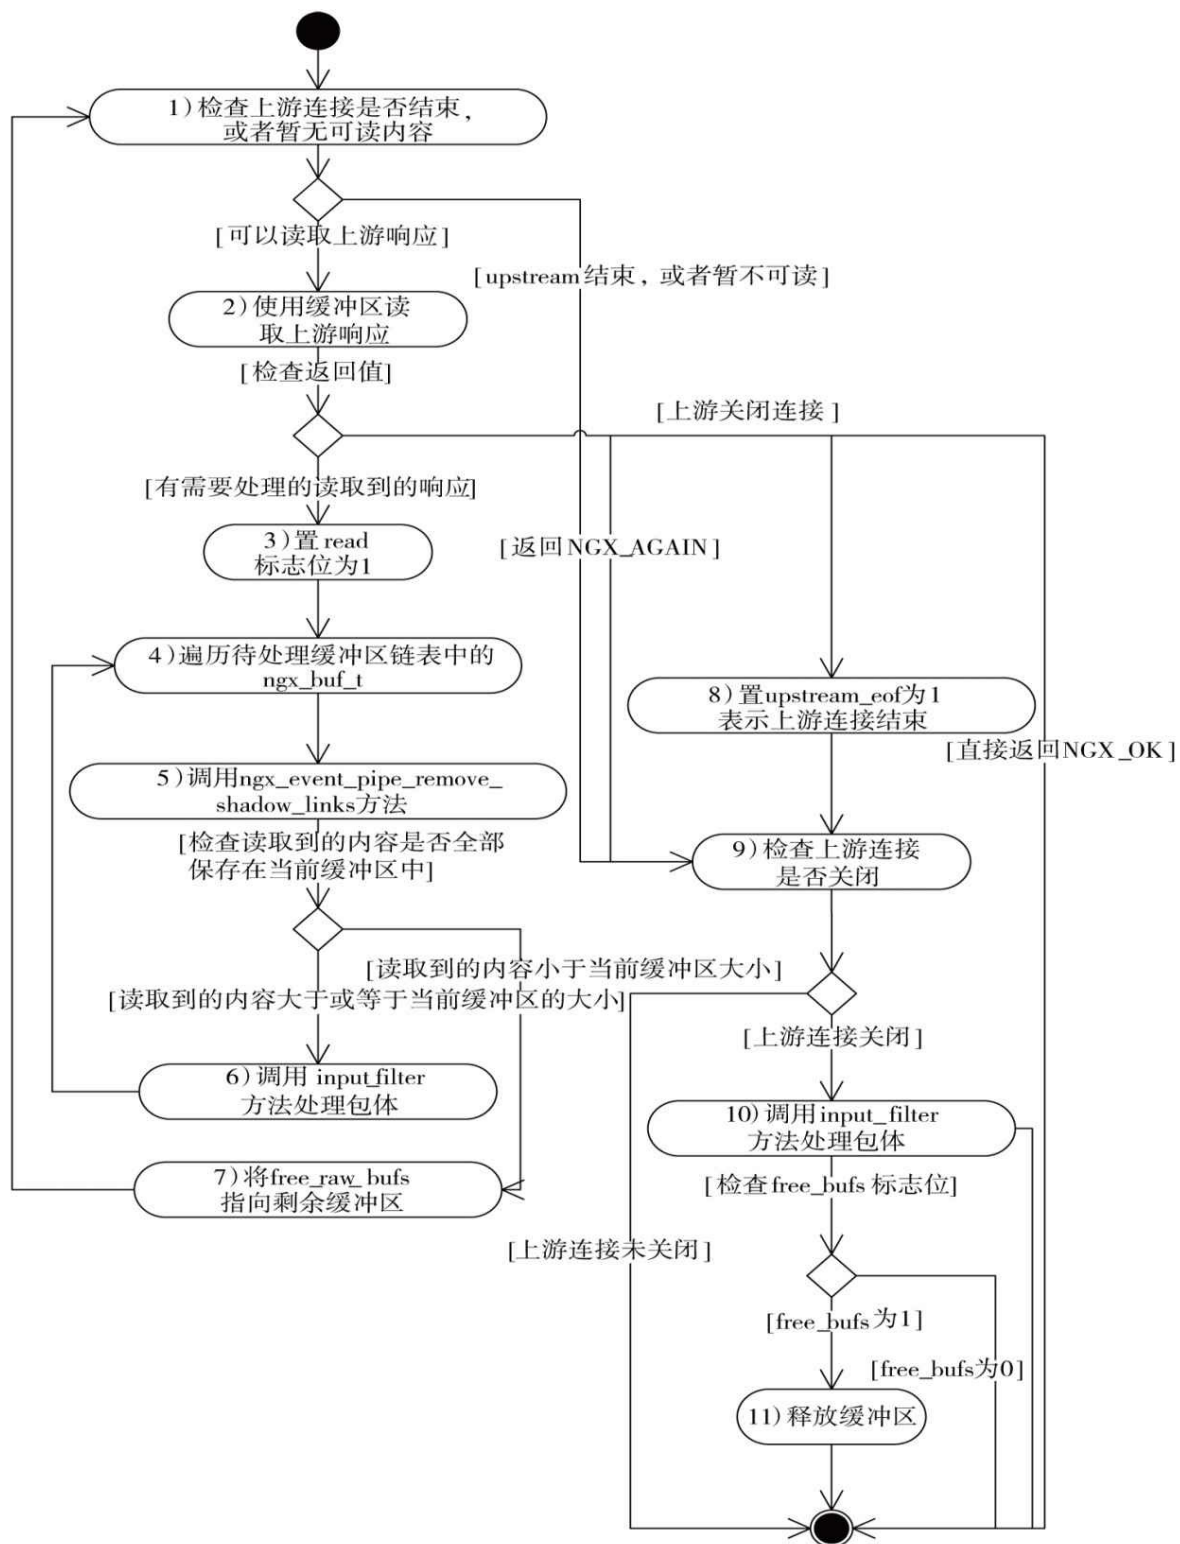 1)检查上游连接是否结束,
或者暂无可读内容
[可以读取上游响应]
[upstream结束, 或者暂不可读]
2)使用缓冲区读
取上游响应
[检查返回值]
[上游关闭连接]
[有需要处理的读取到的响应]
3)置read
标志位为1
[返回NGX_AGAIN]
4)遍历待处理缓冲区链表中的
ngx_buf_t
8)置upstream_eof为1
表示上游连接结束
[直接返回NGX_OK]
5)调用ngx_event_pipe_remove_
shadow_links方法
[检查读取到的内容是否全部
保存在当前缓冲区中]
9)检查上游连接
是否关闭
[读取到的内容小于当前缓冲区大小]
[读取到的内容大于或等于当前缓冲区的大小]
[上游连接关闭]
6)调用 input_filter
方法处理包体
10)调用input_filter
方法处理包体
7)将free_raw_bufs
指向剩余缓冲区
[检查free_bufs 标志位]
[上游连接未关闭]
[free_bufs为1]
[free_bufs为0]
11)释放缓冲区